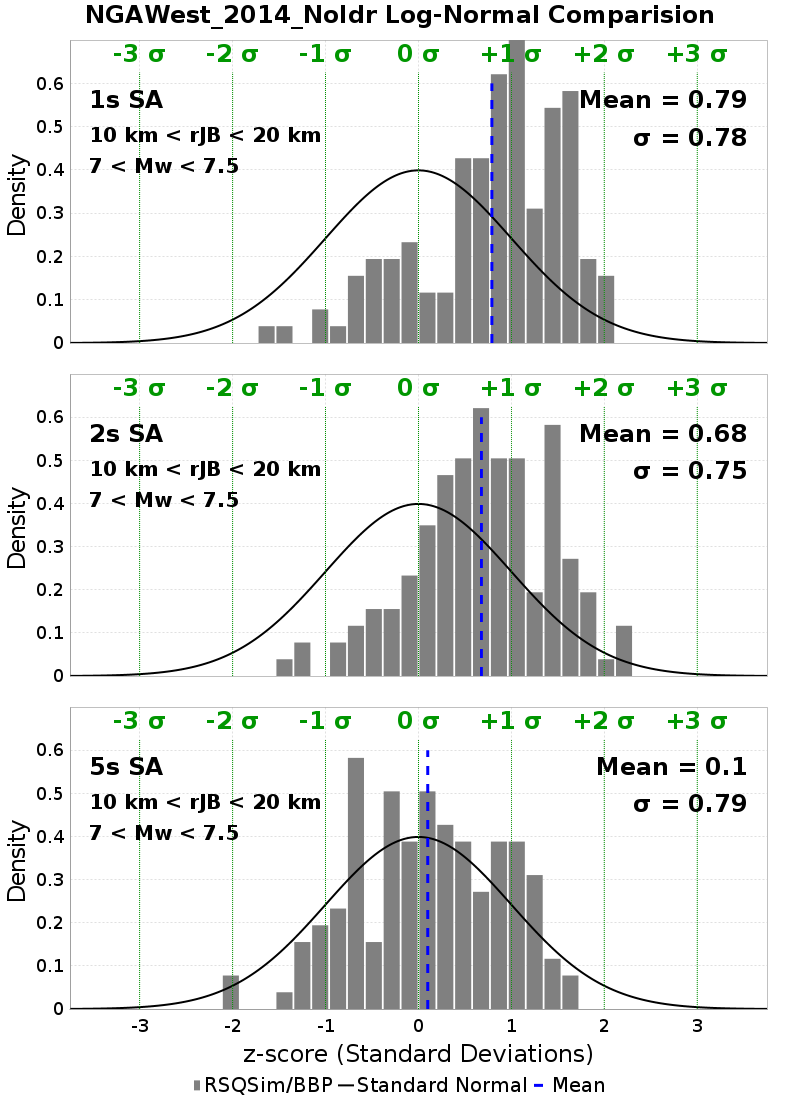 NGAWest_2014_NoIdr Log-Normal Comparision
-3 σ -2 σ -1 σ 0 σ +1 σ +2 σ +3 σ
1s SA
Mean = 0.79
10 km < rJB < 20 km
σ = 0.78
7 < Mw < 7.5
Density
0.6
0.5
0.4
0.3
0.2
0.1
0
-3 σ -2 σ -1 σ 0 σ +1 σ +2 σ +3 σ
2s SA
Mean = 0.68
10 km < rJB < 20 km
σ = 0.75
7 < Mw < 7.5
Density
0.6
0.5
0.4
0.3
0.2
0.1
0
-3 σ -2 σ -1 σ 0 σ +1 σ +2 σ +3 σ
5s SA
Mean = 0.1
10 km < rJB < 20 km
σ = 0.79
7 < Mw < 7.5
Density
0.6
0.5
0.4
0.3
0.2
0.1
0
-3 -2 -1 0 1 2 3
z-score (Standard Deviations)
RSQSim/BBP Standard Normal Mean